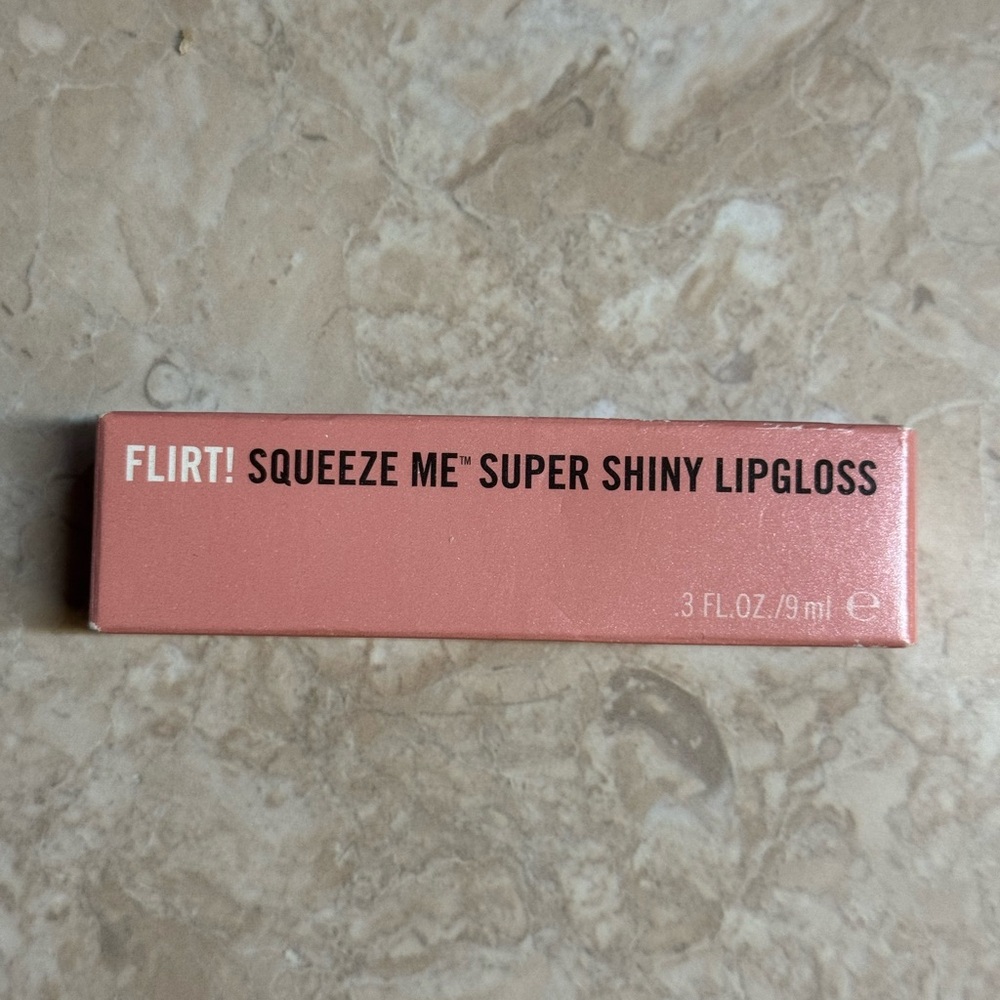 FLIRT! SQUEEZE ME™ SUPER SHINY LIPGLOSS
.3 FL.OZ./9 ml ℮